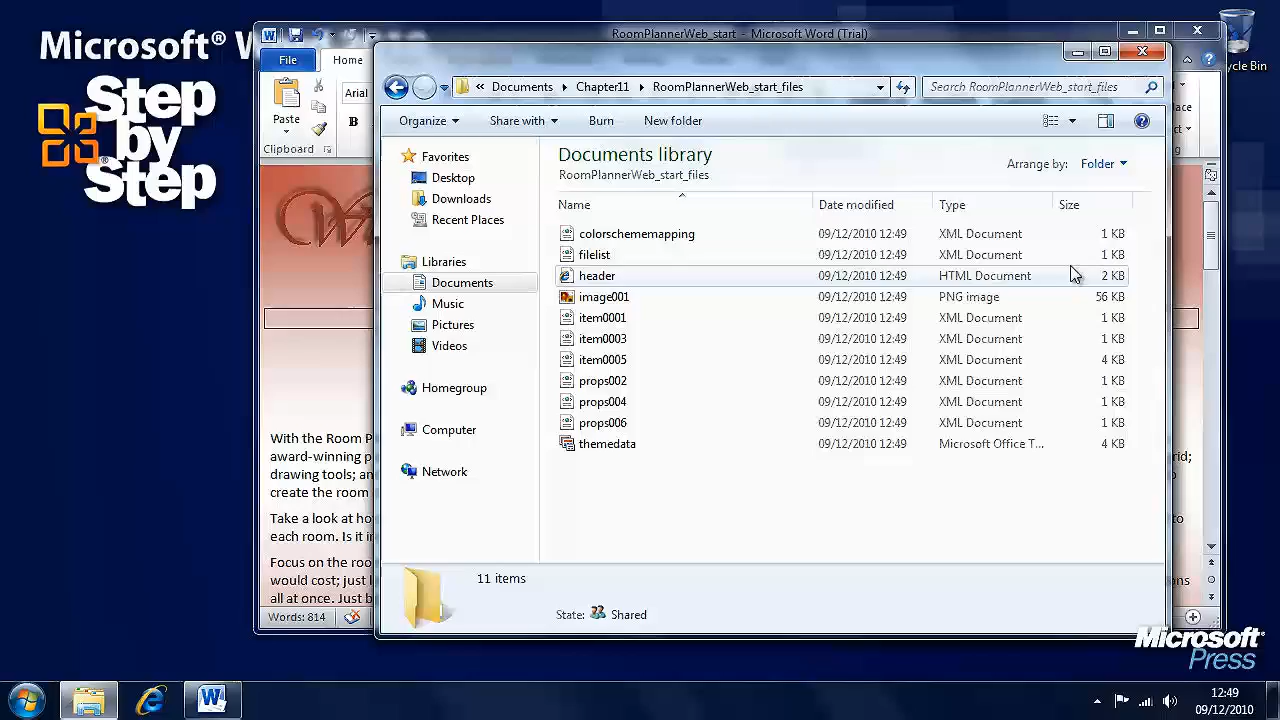 Microsoft® W
Step
by
Step
RoomPlannerWeb_start - Microsoft Word (Trial)
Recycle Bin
File
Home
Paste
Clipboard
Arial
B
« Documents Chapter11 RoomPlannerWeb_start_files
Search RoomPlannerWeb_start_files
Organize Share with Burn New folder
Favorites
Desktop
Downloads
Recent Places
Libraries
Documents
Music
Pictures
Videos
Homegroup
Computer
Network
Documents library
RoomPlannerWeb_start_files
Arrange by: Folder
Name Date modified Type Size
colorschememapping 09/12/2010 12:49 XML Document 1 KB
filelist 09/12/2010 12:49 XML Document 1 KB
header 09/12/2010 12:49 HTML Document 2 KB
image001 09/12/2010 12:49 PNG image 56 KB
item0001 09/12/2010 12:49 XML Document 1 KB
item0003 09/12/2010 12:49 XML Document 1 KB
item0005 09/12/2010 12:49 XML Document 4 KB
props002 09/12/2010 12:49 XML Document 1 KB
props004 09/12/2010 12:49 XML Document 1 KB
props006 09/12/2010 12:49 XML Document 1 KB
themedata 09/12/2010 12:49 Microsoft Office T... 4 KB
11 items
State: Shared
With the Room P
award-winning p
drawing tools; an
create the room
Take a look at ho
each room. Is it i
Focus on the roo
would cost; just l
all at once. Just b
Words: 814
Microsoft
Press
12:49
09/12/2010